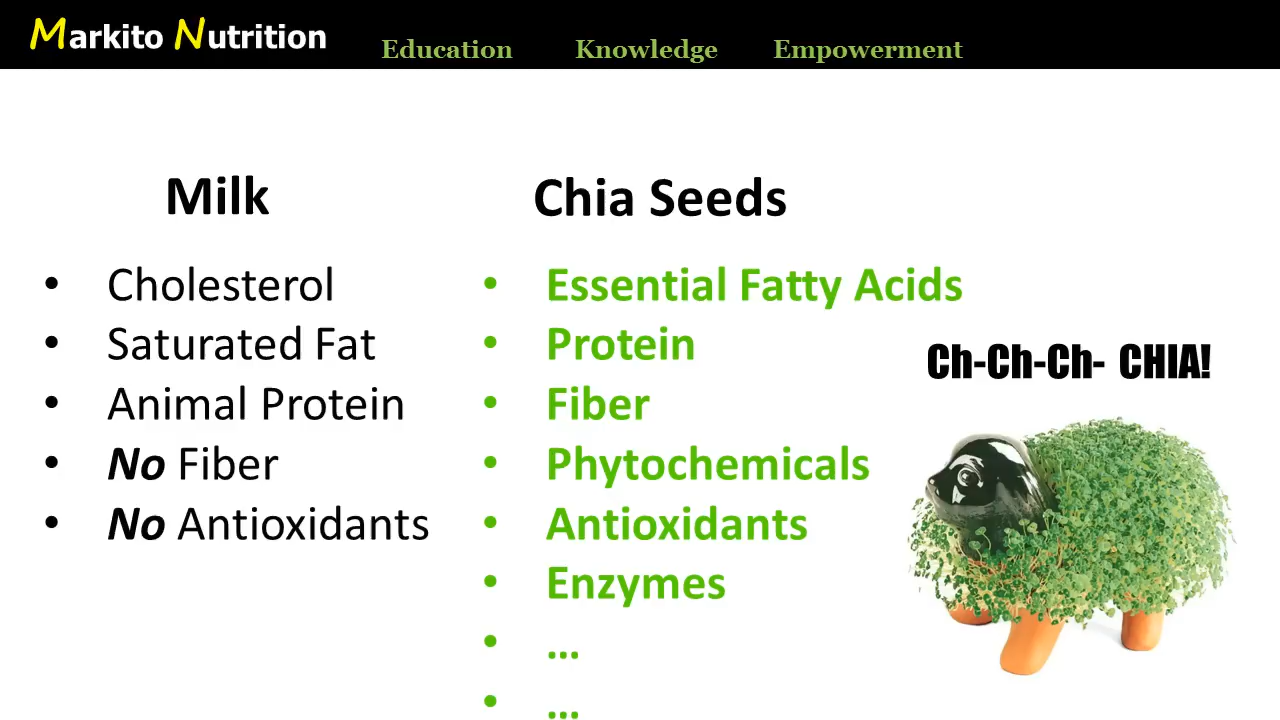 Markito Nutrition
Education Knowledge Empowerment
Milk
• Cholesterol
• Saturated Fat
• Animal Protein
• No Fiber
• No Antioxidants
Chia Seeds
• Essential Fatty Acids
• Protein
• Fiber
• Phytochemicals
• Antioxidants
• Enzymes
• ...
• ...
Ch-Ch-Ch- CHIA!